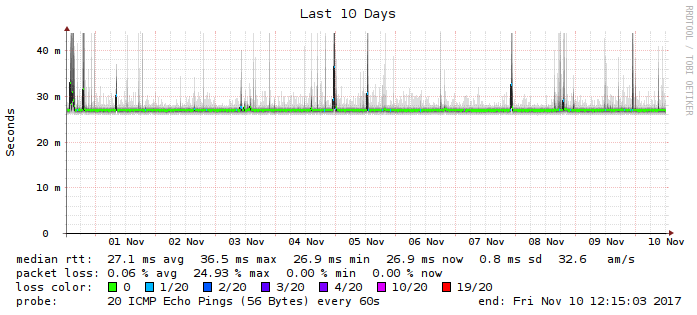 Last 10 Days
RRDTOOL / TOBI OETIKER
Seconds
40 m
30 m
20 m
10 m
0
01 Nov 02 Nov 03 Nov 04 Nov 05 Nov 06 Nov 07 Nov 08 Nov 09 Nov 10 Nov
median rtt: 27.1 ms avg 36.5 ms max 26.9 ms min 26.9 ms now 0.8 ms sd 32.6 am/s
packet loss: 0.06 % avg 24.93 % max 0.00 % min 0.00 % now
loss color: 0 1/20 2/20 3/20 4/20 10/20 19/20
probe: 20 ICMP Echo Pings (56 Bytes) every 60s end: Fri Nov 10 12:15:03 2017